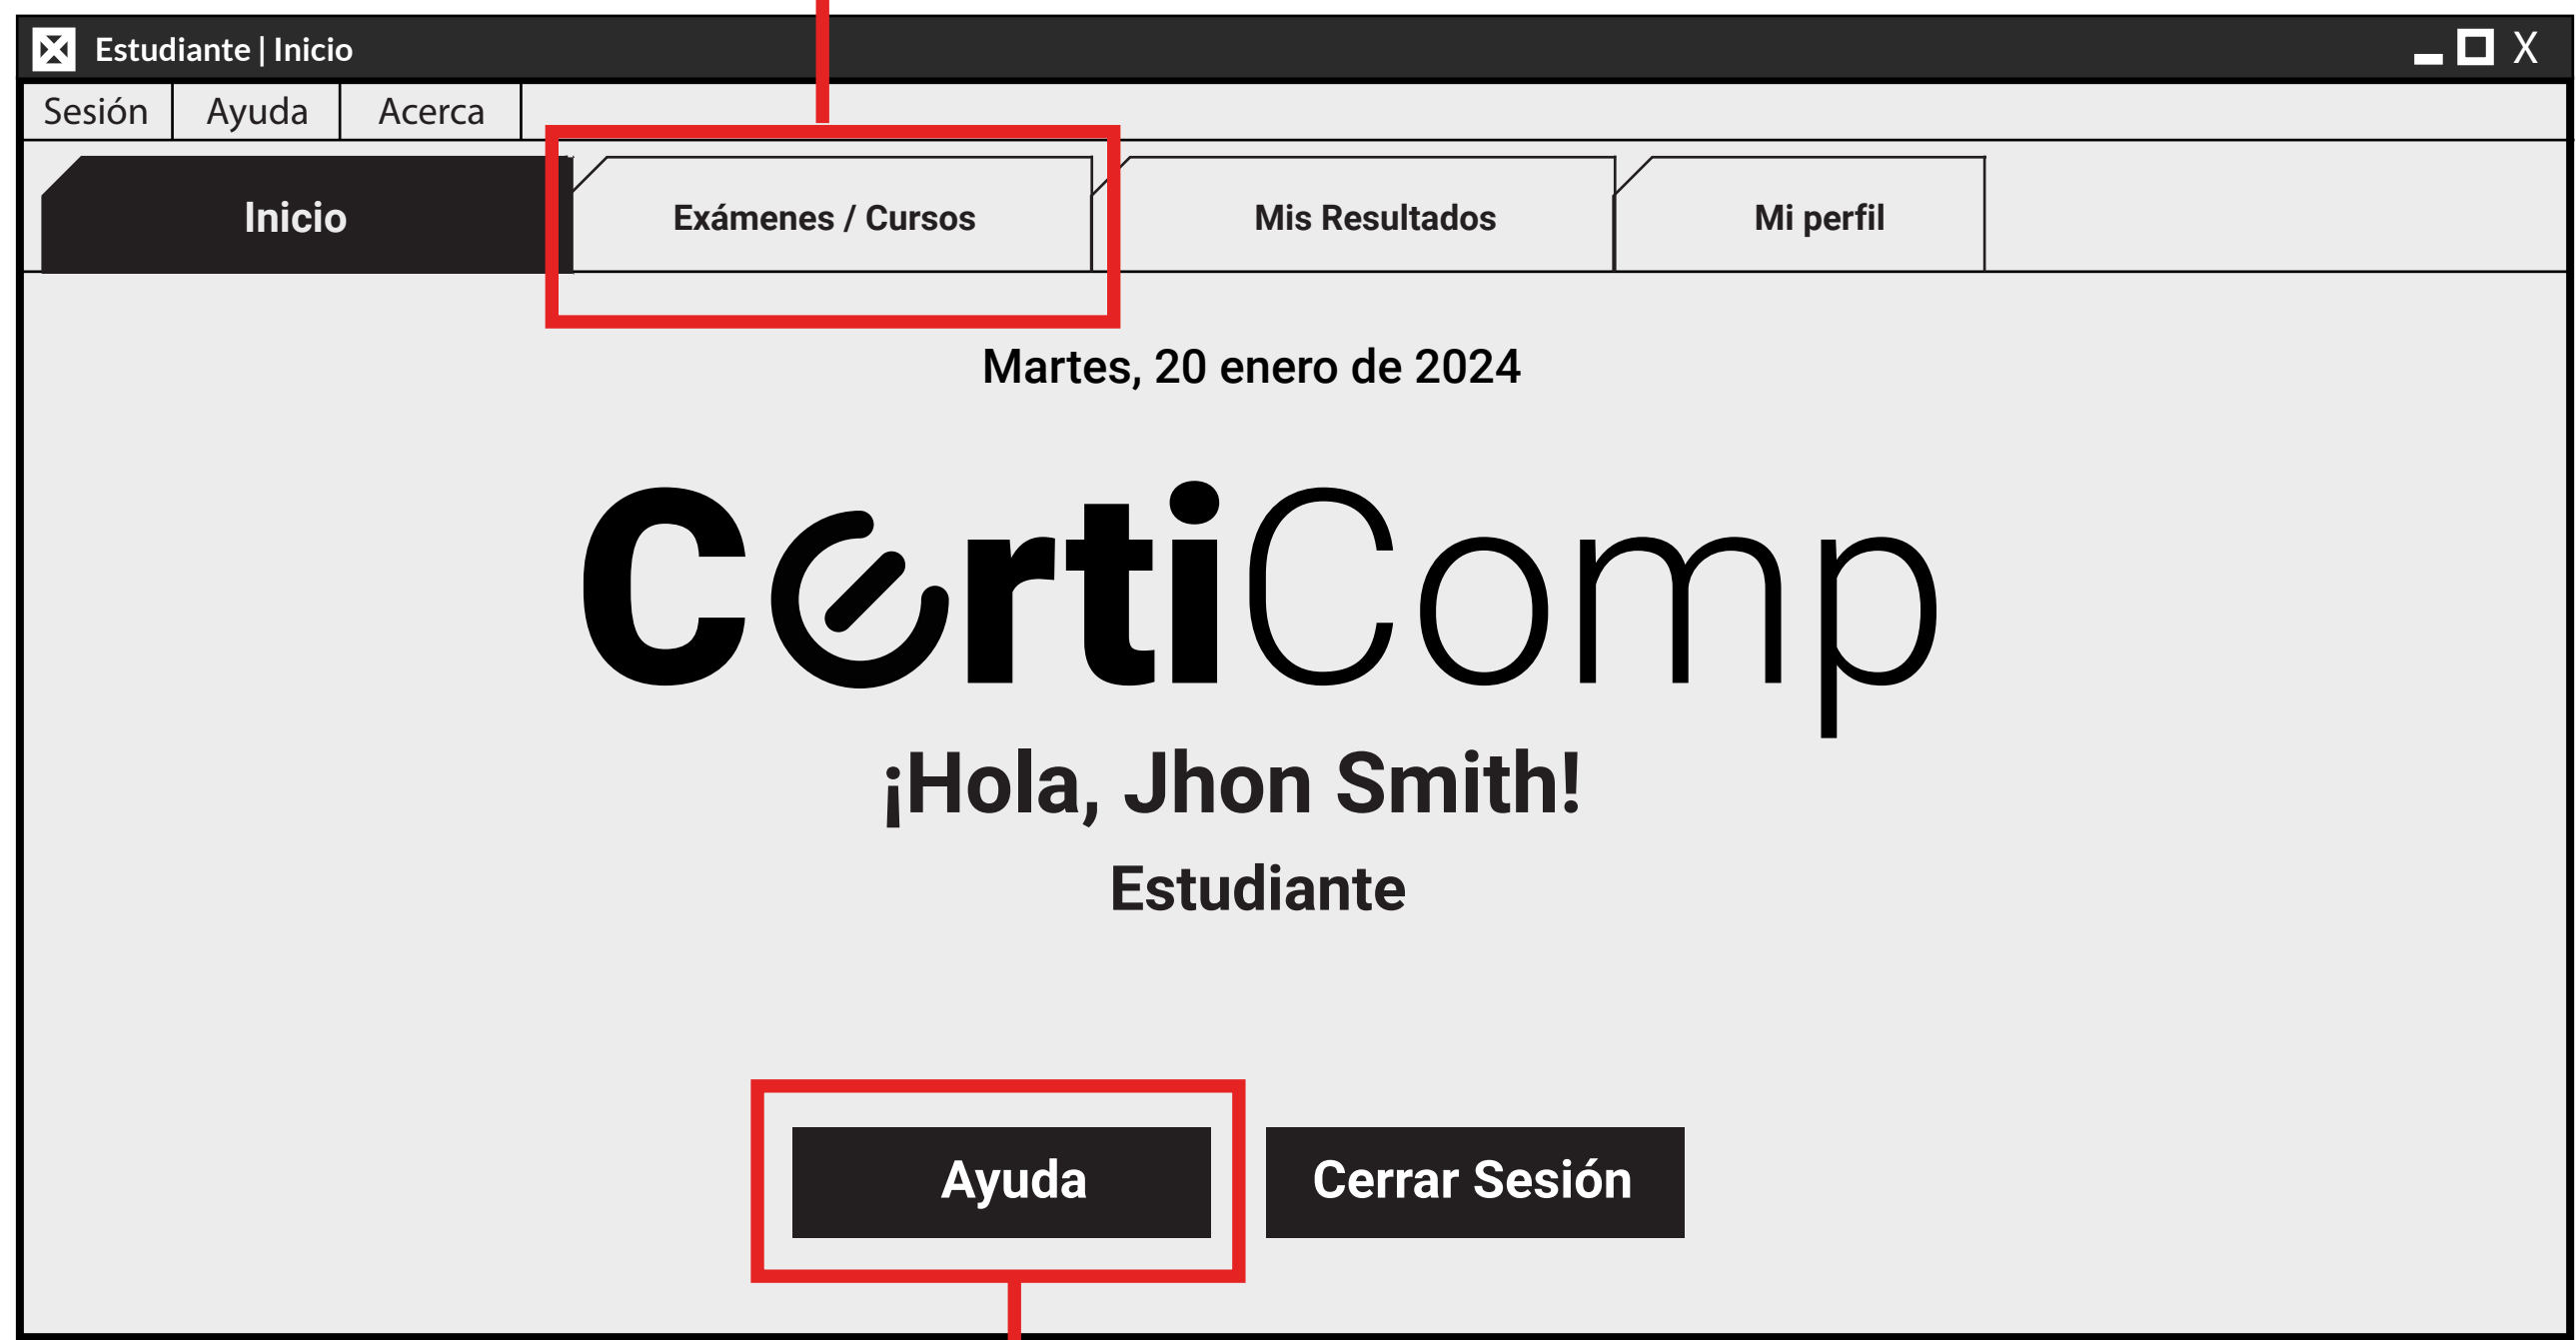 Estudiante | Inicio
X
Sesión Ayuda Acerca
Inicio Exámenes / Cursos Mis Resultados Mi perfil
Martes, 20 enero de 2024
CertiComp
¡Hola, Jhon Smith!
Estudiante
Ayuda Cerrar Sesión